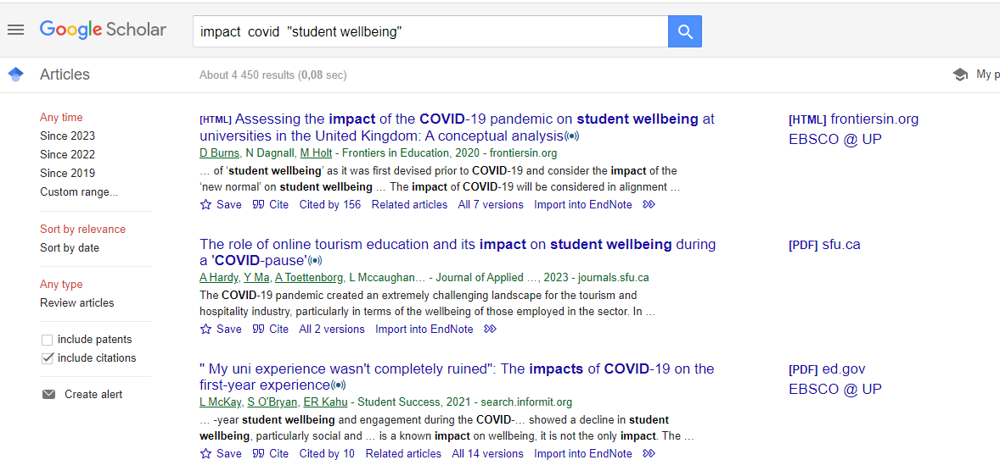 Google Scholar
impact covid "student wellbeing"
Articles
About 4 450 results (0,08 sec)
My p
Any time
Since 2023
Since 2022
Since 2019
Custom range...
Sort by relevance
Sort by date
Any type
Review articles
include patents
include citations
Create alert
[HTML] Assessing the impact of the COVID-19 pandemic on student wellbeing at
universities in the United Kingdom: A conceptual analysis
D Burns, N Dagnall, M Holt - Frontiers in Education, 2020 - frontiersin.org
… of ‘student wellbeing’ as it was first devised prior to COVID-19 and consider the impact of the
‘new normal’ on student wellbeing … The impact of COVID-19 will be considered in alignment …
Save Cite Cited by 156 Related articles All 7 versions Import into EndNote
[HTML] frontiersin.org
EBSCO @ UP
The role of online tourism education and its impact on student wellbeing during
a 'COVID-pause'
A Hardy, Y Ma, A Toettenborg, L Mccaughan… - Journal of Applied …, 2023 - journals.sfu.ca
The COVID-19 pandemic created an extremely challenging landscape for the tourism and
hospitality industry, particularly in terms of the wellbeing of those employed in the sector. In …
Save Cite All 2 versions Import into EndNote
[PDF] sfu.ca
" My uni experience wasn't completely ruined": The impacts of COVID-19 on the
first-year experience
L McKay, S O'Bryan, ER Kahu - Student Success, 2021 - search.informit.org
… -year student wellbeing and engagement during the COVID-… showed a decline in student
wellbeing, particularly social and … is a known impact on wellbeing, it is not the only impact. The …
Save Cite Cited by 10 Related articles All 14 versions Import into EndNote
[PDF] ed.gov
EBSCO @ UP